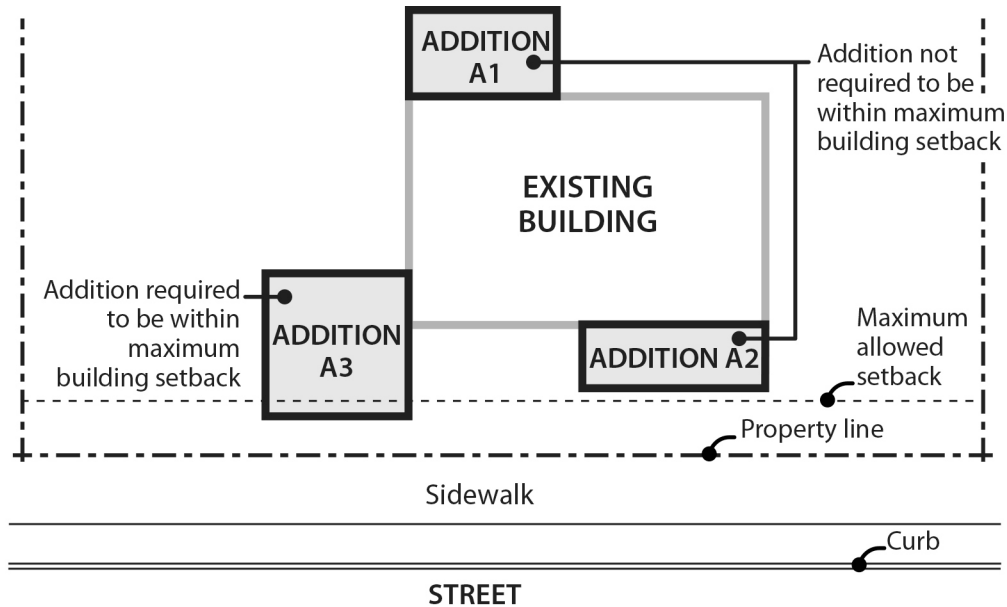 ADDITION
A1
Addition not
required to be
within maximum
building setback
EXISTING
BUILDING
Addition required
to be within
maximum
building setback
ADDITION
A3
ADDITION A2
Maximum
allowed
setback
Property line
Sidewalk
Curb
STREET